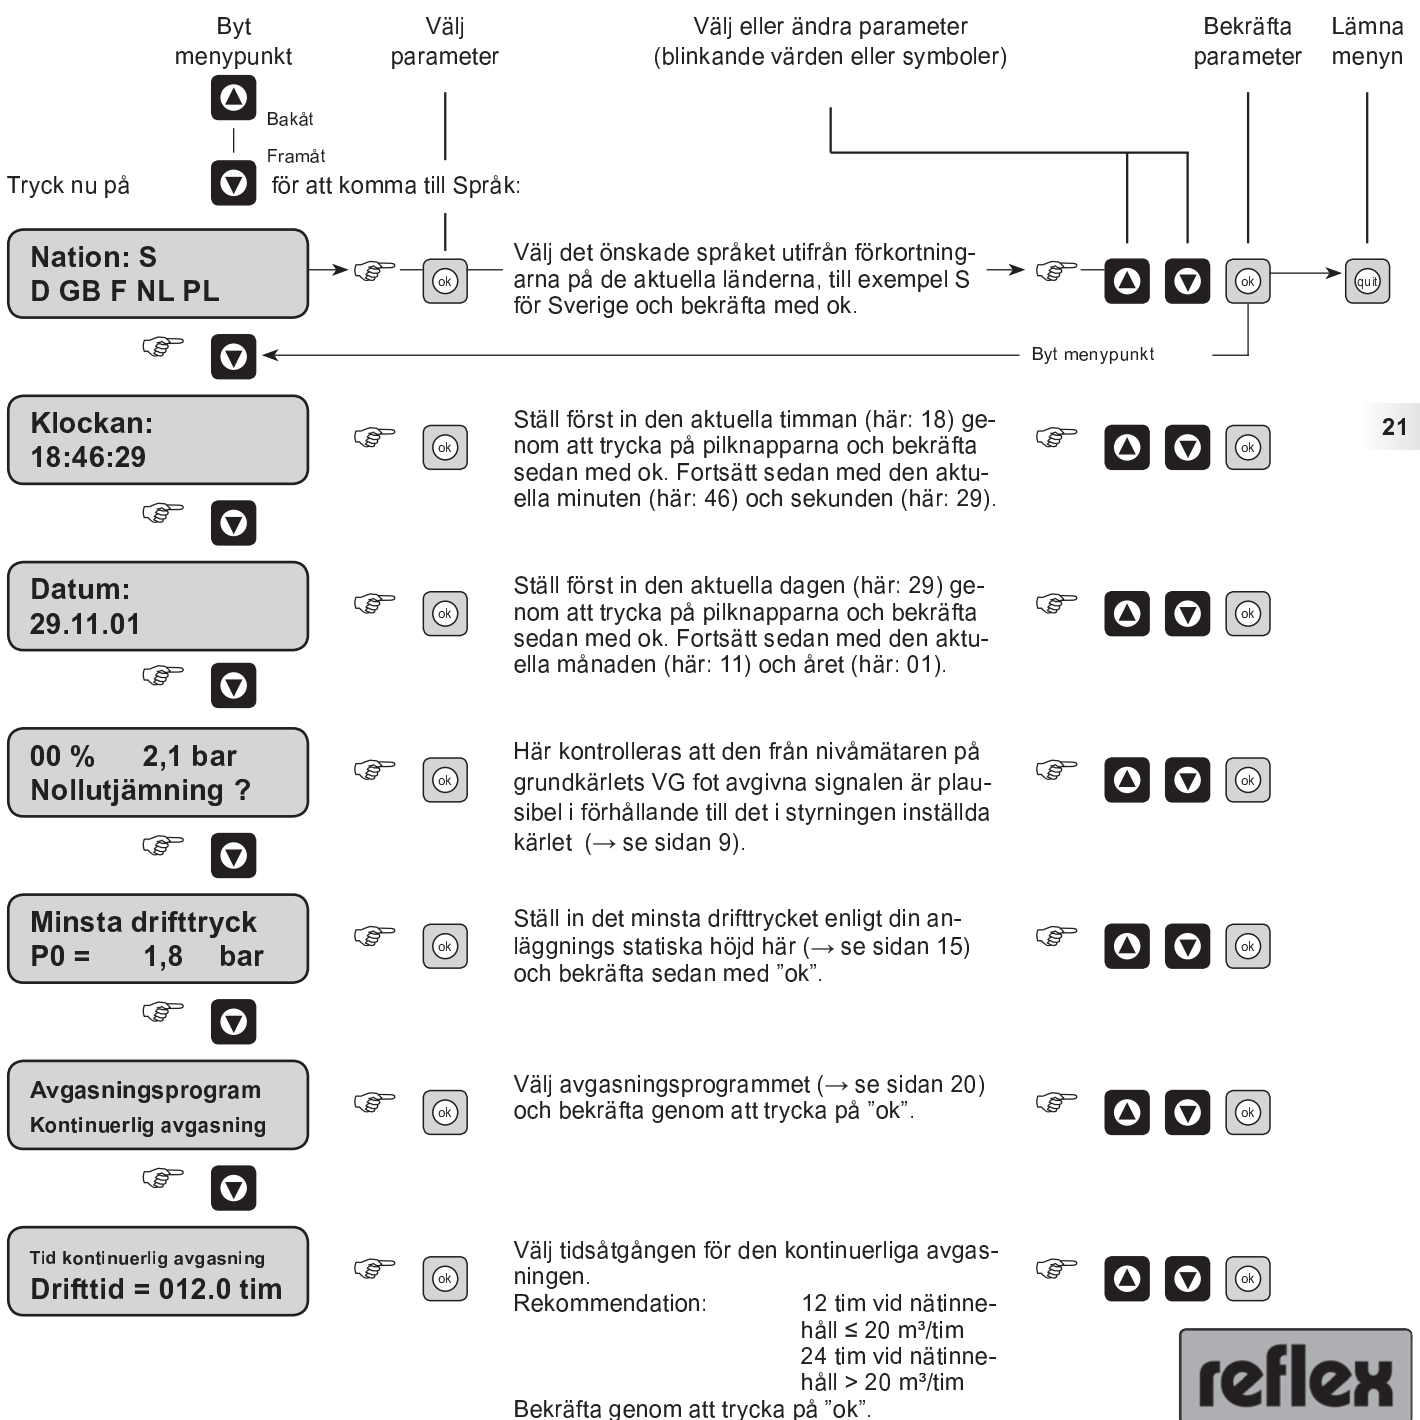 Byt
menypunkt
Välj
parameter
Välj eller ändra parameter
(blinkande värden eller symboler)
Bekräfta
parameter
Lämna
menyn
Bakåt
Framåt
Tryck nu på
för att komma till Språk:
Nation: S
D GB F NL PL
ok
Välj det önskade språket utifrån förkortning-
arna på de aktuella länderna, till exempel S
för Sverige och bekräfta med ok.
ok
quit
Byt menypunkt
Klockan:
18:46:29
ok
Ställ först in den aktuella timman (här: 18) ge-
nom att trycka på pilknapparna och bekräfta
sedan med ok. Fortsätt sedan med den aktu-
ella minuten (här: 46) och sekunden (här: 29).
ok
21
Datum:
29.11.01
ok
Ställ först in den aktuella dagen (här: 29) ge-
nom att trycka på pilknapparna och bekräfta
sedan med ok. Fortsätt sedan med den aktu-
ella månaden (här: 11) och året (här: 01).
ok
00 % 2,1 bar
Nollutjämning ?
ok
Här kontrolleras att den från nivåmätaren på
grundkärlets VG fot avgivna signalen är plau-
sibel i förhållande till det i styrningen inställda
kärlet (→ se sidan 9).
ok
Minsta drifttryck
P0 = 1,8 bar
ok
Ställ in det minsta drifttrycket enligt din an-
läggnings statiska höjd här (→ se sidan 15)
och bekräfta sedan med ”ok”.
ok
Avgasningsprogram
Kontinuerlig avgasning
ok
Välj avgasningsprogrammet (→ se sidan 20)
och bekräfta genom att trycka på ”ok”.
ok
Tid kontinuerlig avgasning
Drifttid = 012.0 tim
ok
Välj tidsåtgången för den kontinuerliga avgas-
ningen.
Rekommendation: 12 tim vid nätinne-
håll ≤ 20 m³/tim
24 tim vid nätinne-
håll > 20 m³/tim
Bekräfta genom att trycka på ”ok”.
ok
reflex